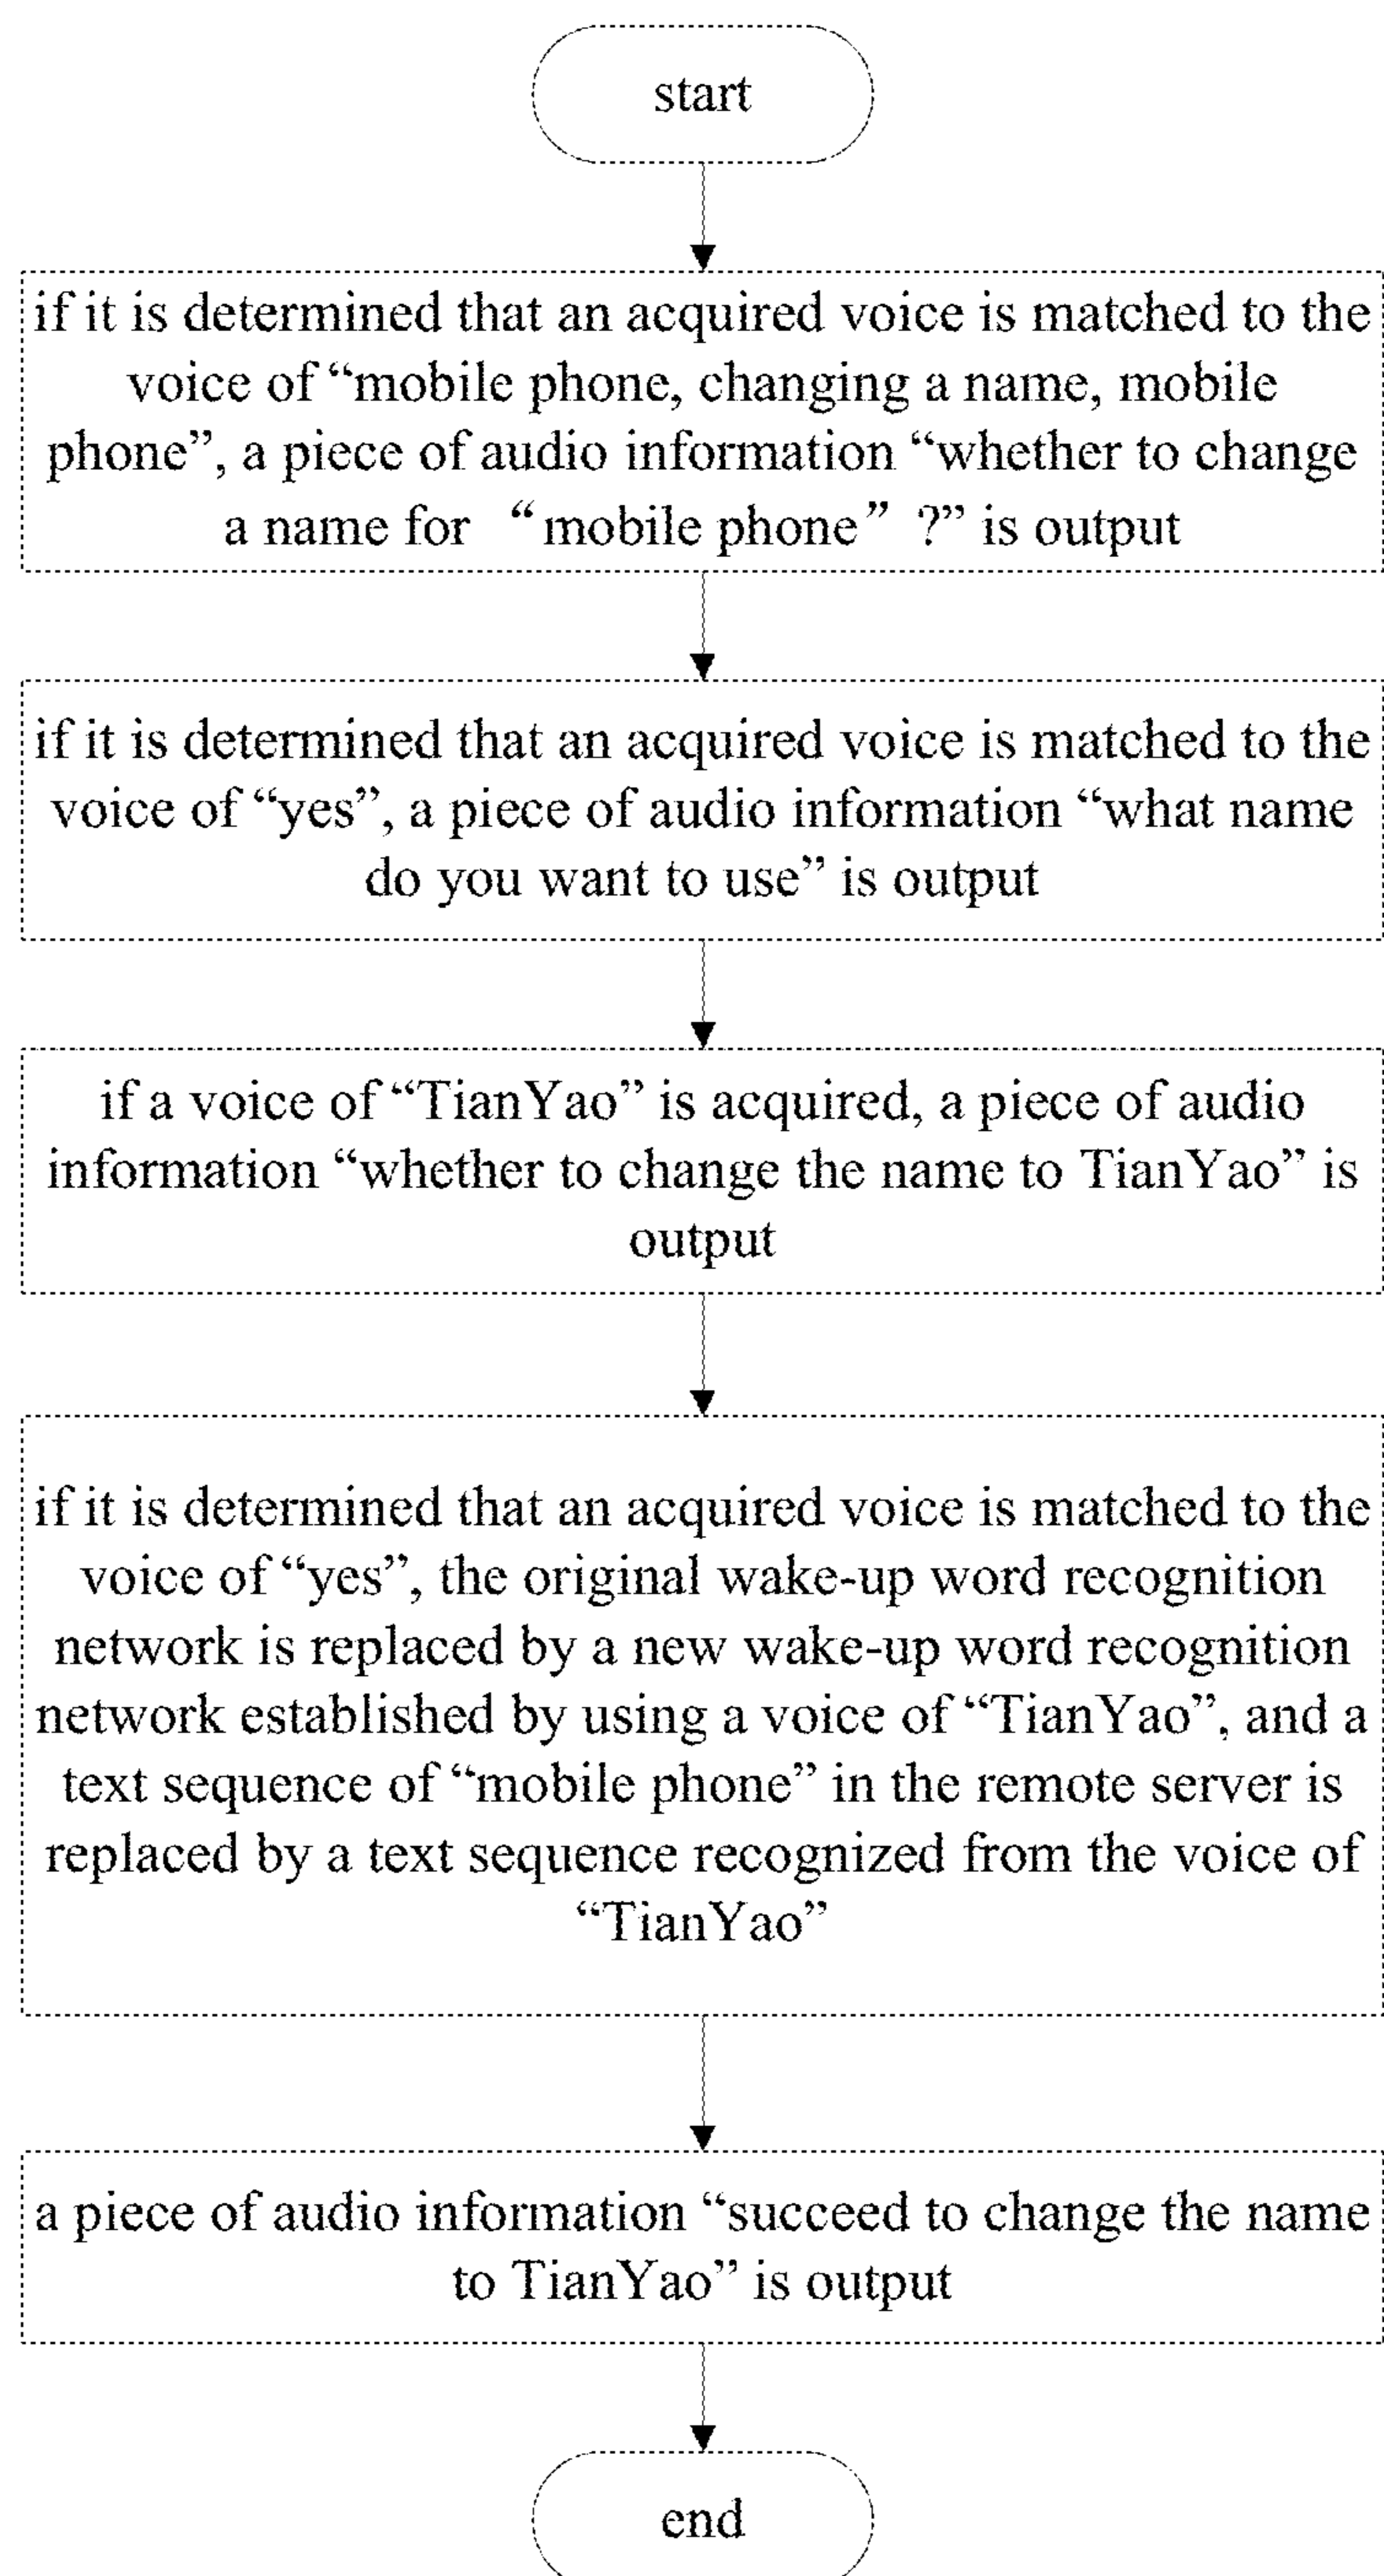 start
if it is determined that an acquired voice is matched to the
voice of “mobile phone, changing a name, mobile
phone”, a piece of audio information “whether to change
a name for “mobile phone” ?” is output
if it is determined that an acquired voice is matched to the
voice of “yes”, a piece of audio information “what name
do you want to use” is output
if a voice of “TianYao” is acquired, a piece of audio
information “whether to change the name to TianYao” is
output
if it is determined that an acquired voice is matched to the
voice of “yes”, the original wake-up word recognition
network is replaced by a new wake-up word recognition
network established by using a voice of “TianYao”, and a
text sequence of “mobile phone” in the remote server is
replaced by a text sequence recognized from the voice of
“TianYao”
a piece of audio information “succeed to change the name
to TianYao” is output
end